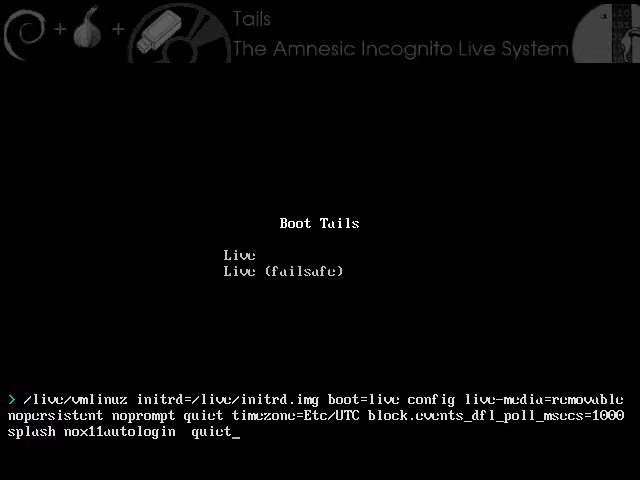 Tails
The Amnesic Incognito Live System
Boot Tails
Live
Live (failsafe)
> /live/vmlinuz initrd=/live/initrd.img boot=live config live-media=removable
nopersistent noprompt quiet timezone=Etc/UTC block.events_dfl_poll_msecs=1000
splash nox11autologin  quiet_